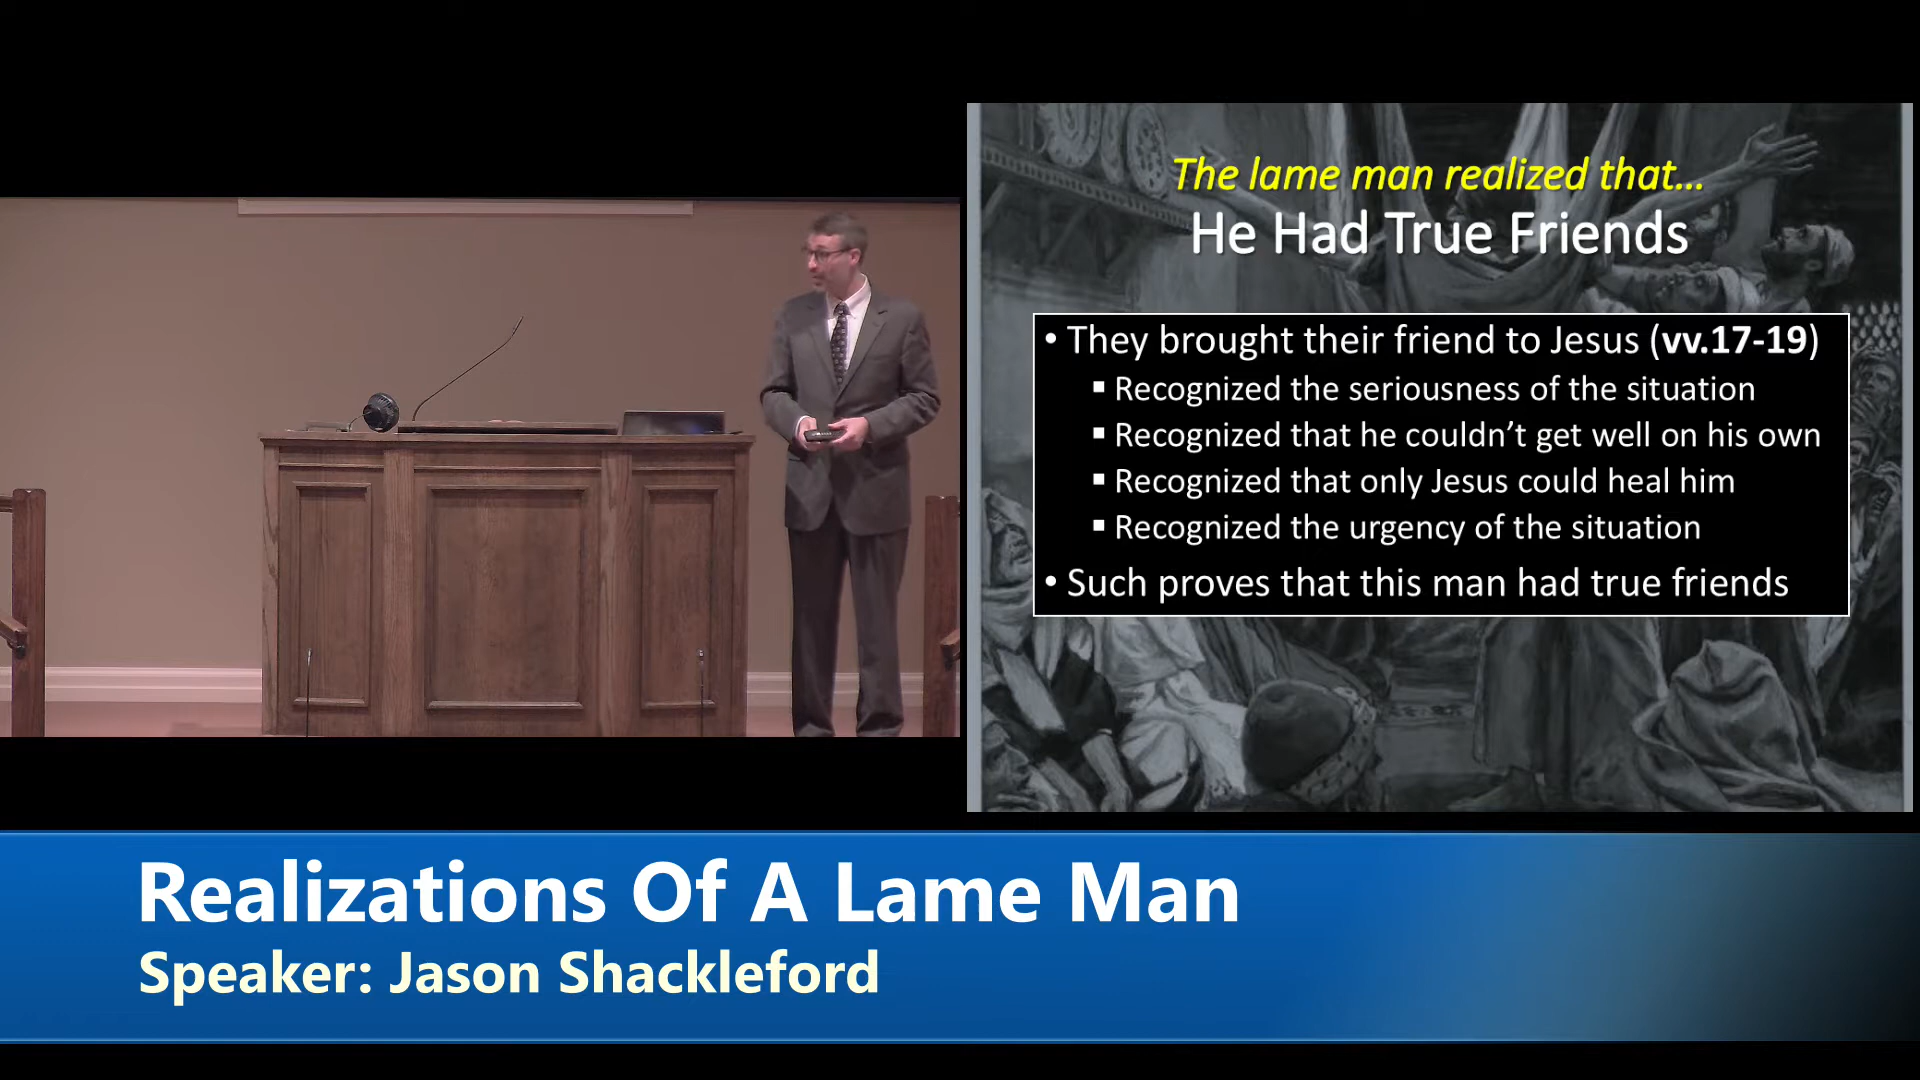 The lame man realized that...
He Had True Friends
• They brought their friend to Jesus (vv.17-19)
▪ Recognized the seriousness of the situation
▪ Recognized that he couldn’t get well on his own
▪ Recognized that only Jesus could heal him
▪ Recognized the urgency of the situation
• Such proves that this man had true friends
Realizations Of A Lame Man
Speaker: Jason Shackleford